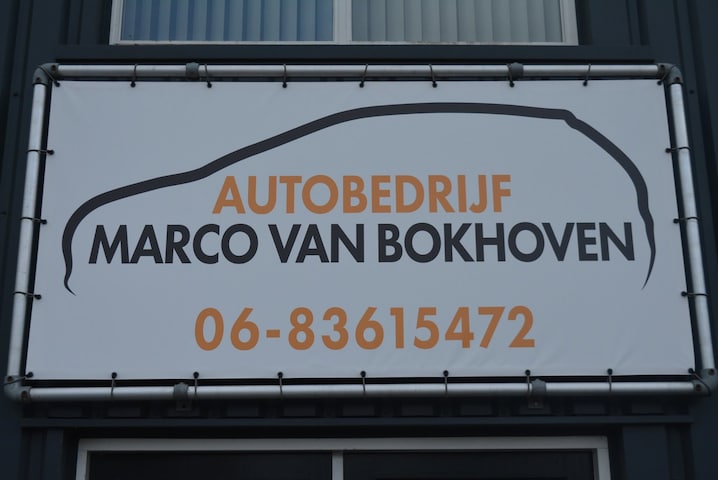 AUTOBEDRIJF
MARCO VAN BOKHOVEN
06-83615472